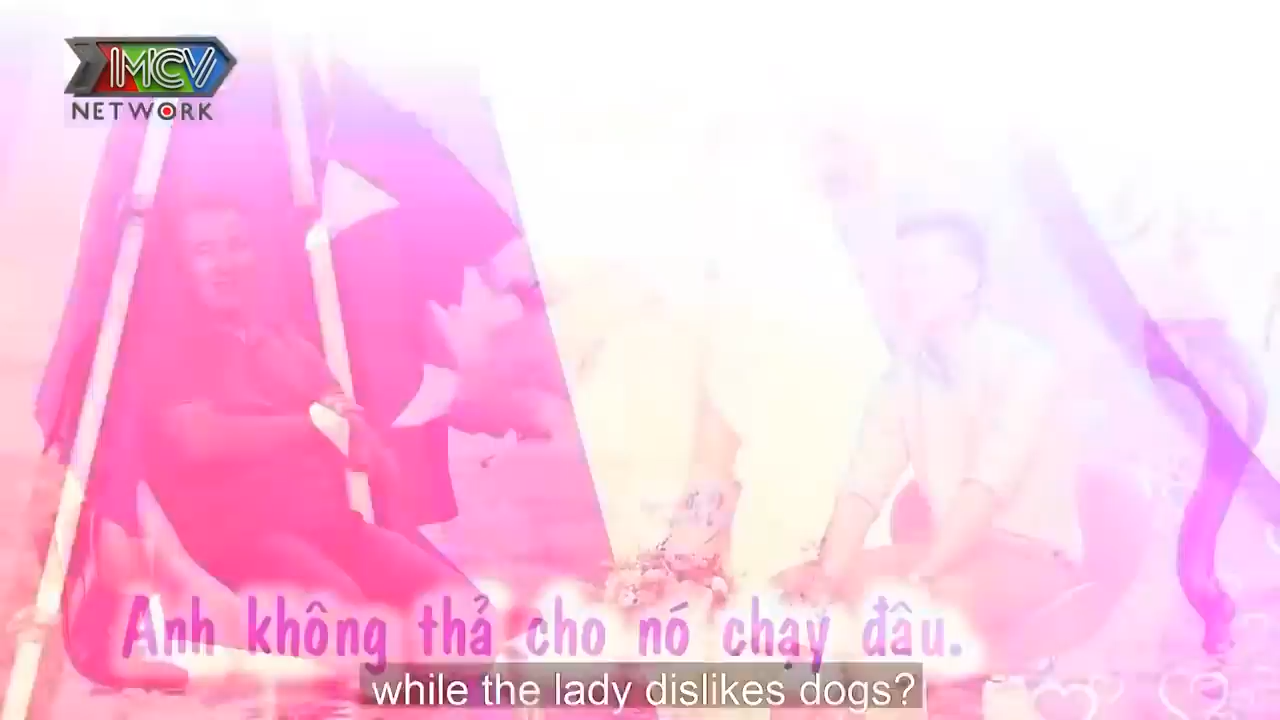 MCV
NETWORK
Anh không thả cho nó chạy đâu.
while the lady dislikes dogs?